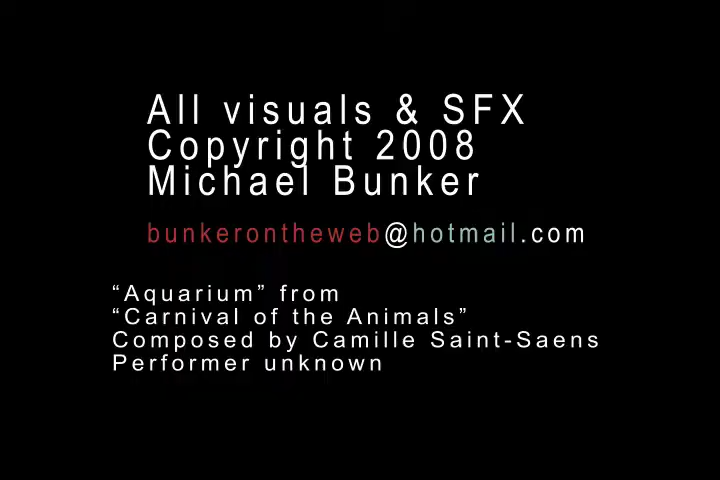 All visuals & SFX
Copyright 2008
Michael Bunker
bunkerontheweb@hotmail.com
“Aquarium” from
“Carnival of the Animals”
Composed by Camille Saint-Saens
Performer unknown